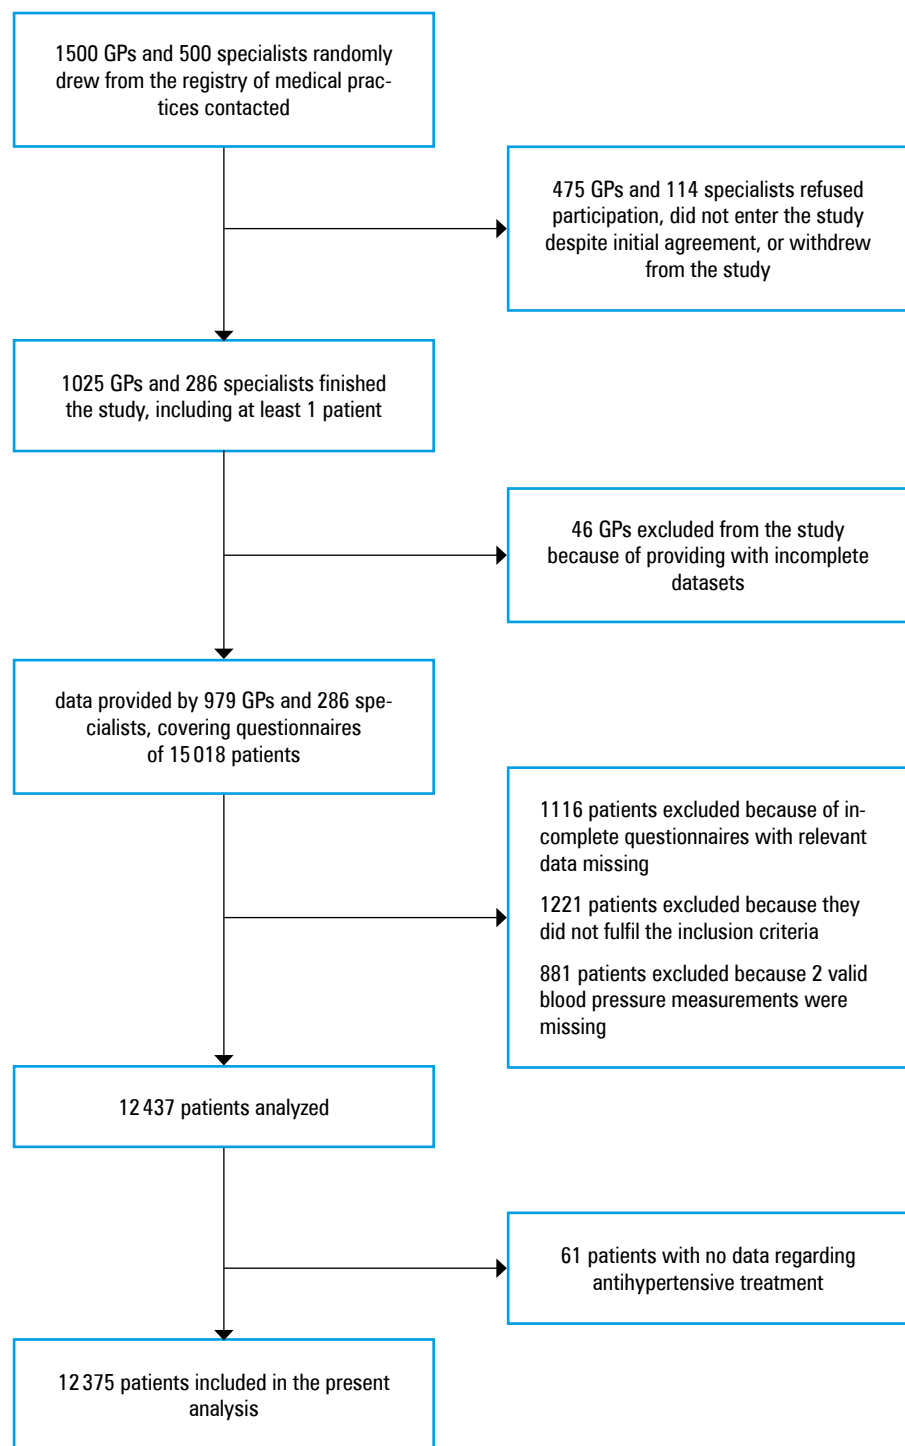 1500 GPs and 500 specialists randomly
drew from the registry of medical prac-
tices contacted
475 GPs and 114 specialists refused
participation, did not enter the study
despite initial agreement, or withdrew
from the study
1025 GPs and 286 specialists finished
the study, including at least 1 patient
46 GPs excluded from the study
because of providing with incomplete
datasets
data provided by 979 GPs and 286 spe-
cialists, covering questionnaires
of 15 018 patients
1116 patients excluded because of in-
complete questionnaires with relevant
data missing
1221 patients excluded because they
did not fulfil the inclusion criteria
881 patients excluded because 2 valid
blood pressure measurements were
missing
12 437 patients analyzed
61 patients with no data regarding
antihypertensive treatment
12 375 patients included in the present
analysis